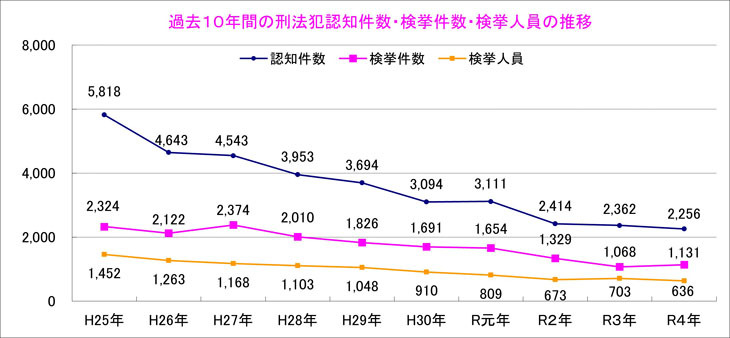 過去10年間の刑法犯認知件数・検挙件数・検挙人員の推移
8,000
6,000
4,000
2,000
0
認知件数 検挙件数 検挙人員
5,818 4,643 4,543 3,953 3,694 3,094 3,111 2,414 2,362 2,256
2,324 2,122 2,374 2,010 1,826 1,691 1,654 1,329 1,068 1,131
1,452 1,263 1,168 1,103 1,048 910 809 673 703 636
H25年 H26年 H27年 H28年 H29年 H30年 R元年 R2年 R3年 R4年